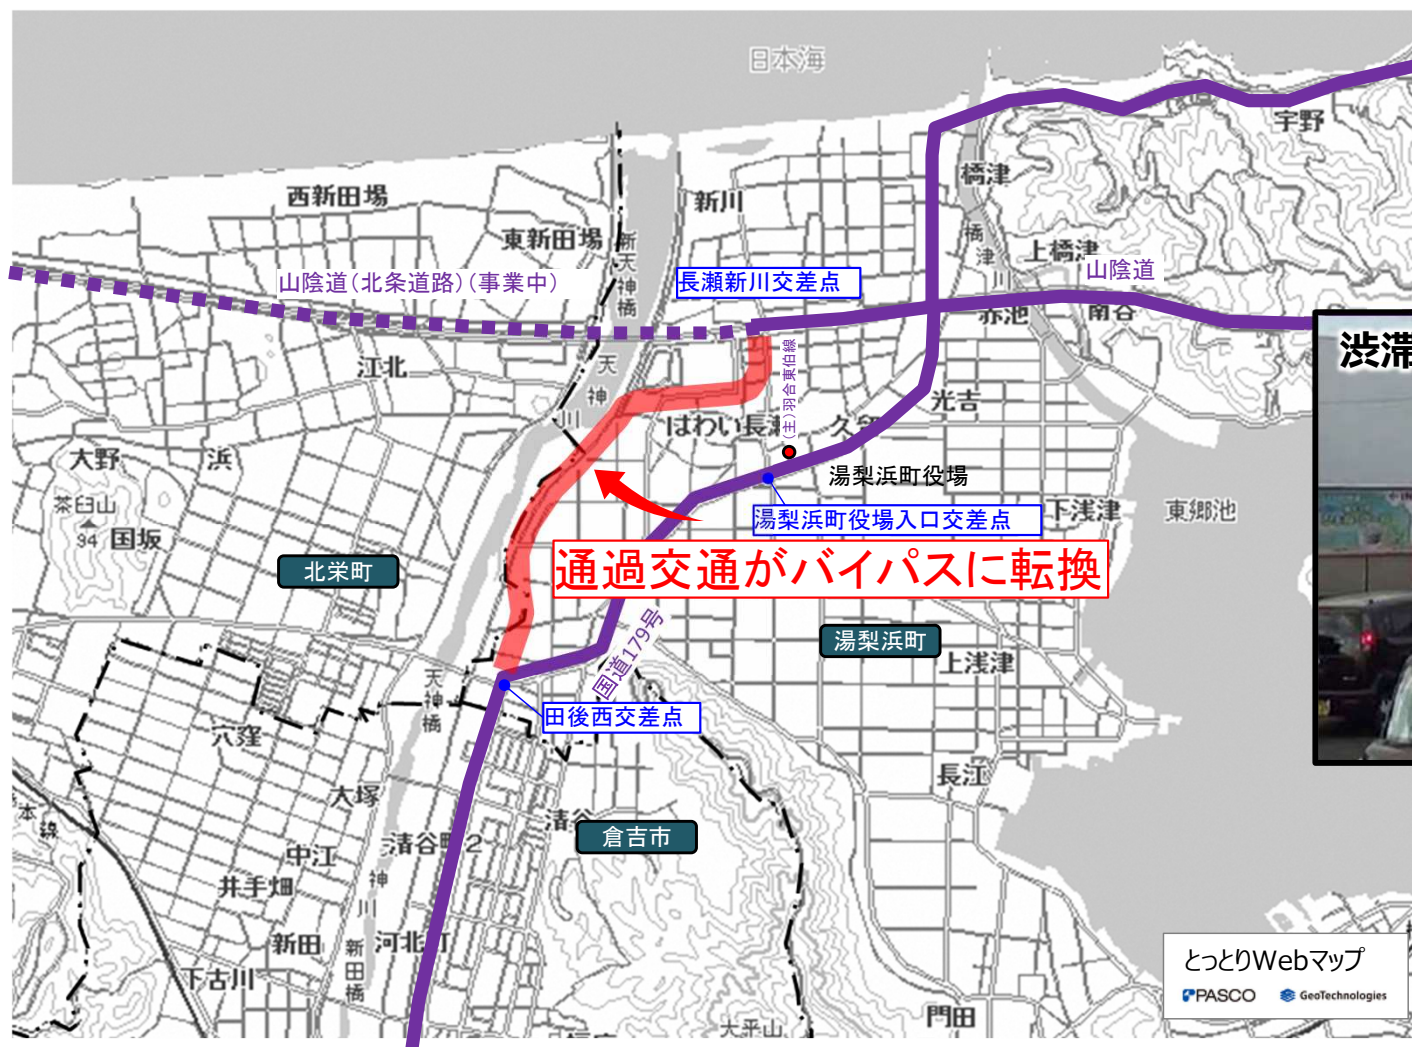 日本海
宇野
橋津
西新田場
新川
東新田場
新天神橋
橋津川
上橋津
山陰道(北条道路)(事業中)
長瀬新川交差点
山陰道
赤池
南谷
渋滞
江北
天神川
(主)羽合東伯線
光吉
はわい長瀬
久留
大野
浜
湯梨浜町役場
茶臼山
94
国坂
湯梨浜町役場入口交差点
下浅津
東郷池
北栄町
通過交通がバイパスに転換
国道179号
湯梨浜町
上浅津
天神橋
田後西交差点
穴窪
長江
大塚
本線
清谷
倉吉市
清谷町2
中江
井手畑
神川
新田
河北町
下古川
新田橋
とっとりWebマップ
PASCO
GeoTechnologies
門田
大平山